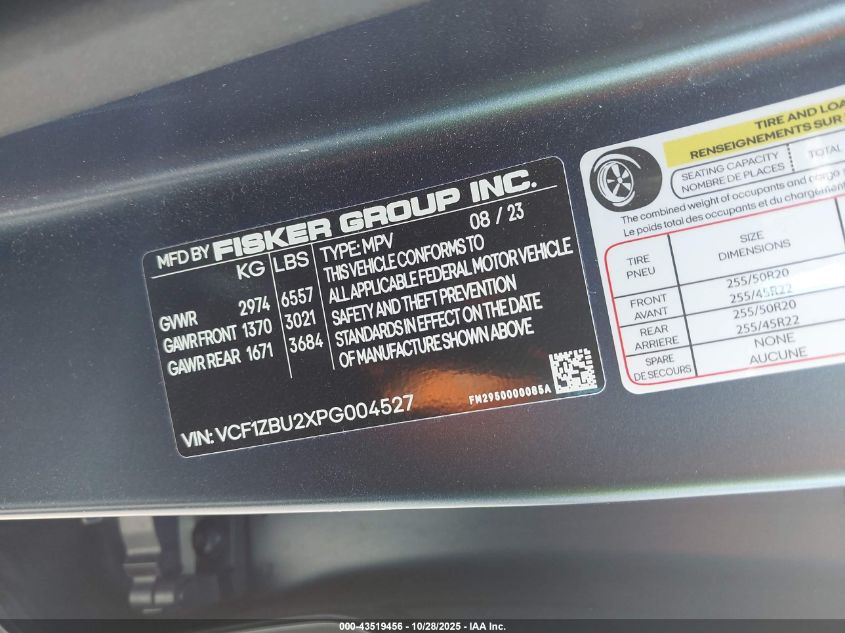 MFD BY FISKER GROUP INC.
08 / 23
KG LBS
GVWR 2974 6557
GAWR FRONT 1370 3021
GAWR REAR 1671 3684
TYPE: MPV
THIS VEHICLE CONFORMS TO
ALL APPLICABLE FEDERAL MOTOR VEHICLE
SAFETY AND THEFT PREVENTION
STANDARDS IN EFFECT ON THE DATE
OF MANUFACTURE SHOWN ABOVE
VIN: VCF1ZBU2XPG004527
FM2950000085A
TIRE AND LOA
RENSEIGNEMENTS SUR
SEATING CAPACITY
NOMBRE DE PLACES
TOTAL
The combined weight of occupants and cargo
Le poids total des occupants et du chargement
TIRE
PNEU
SIZE
DIMENSIONS
FRONT
AVANT
255/50R20
255/45R22
REAR
ARRIERE
255/50R20
255/45R22
SPARE
DE SECOURS
NONE
AUCUNE
000-43519456 - 10/28/2025 - IAA Inc.